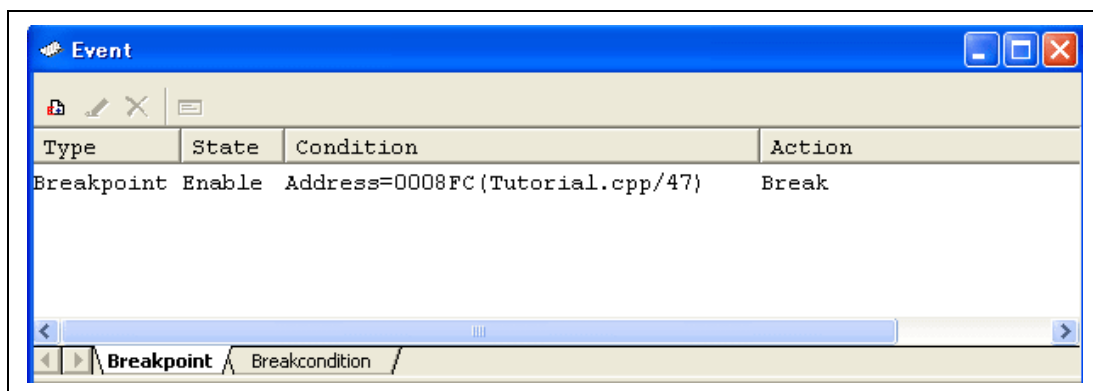 Event
Type State Condition Action
Breakpoint Enable Address=0008FC(Tutorial.cpp/47) Break
Breakpoint Breakcondition